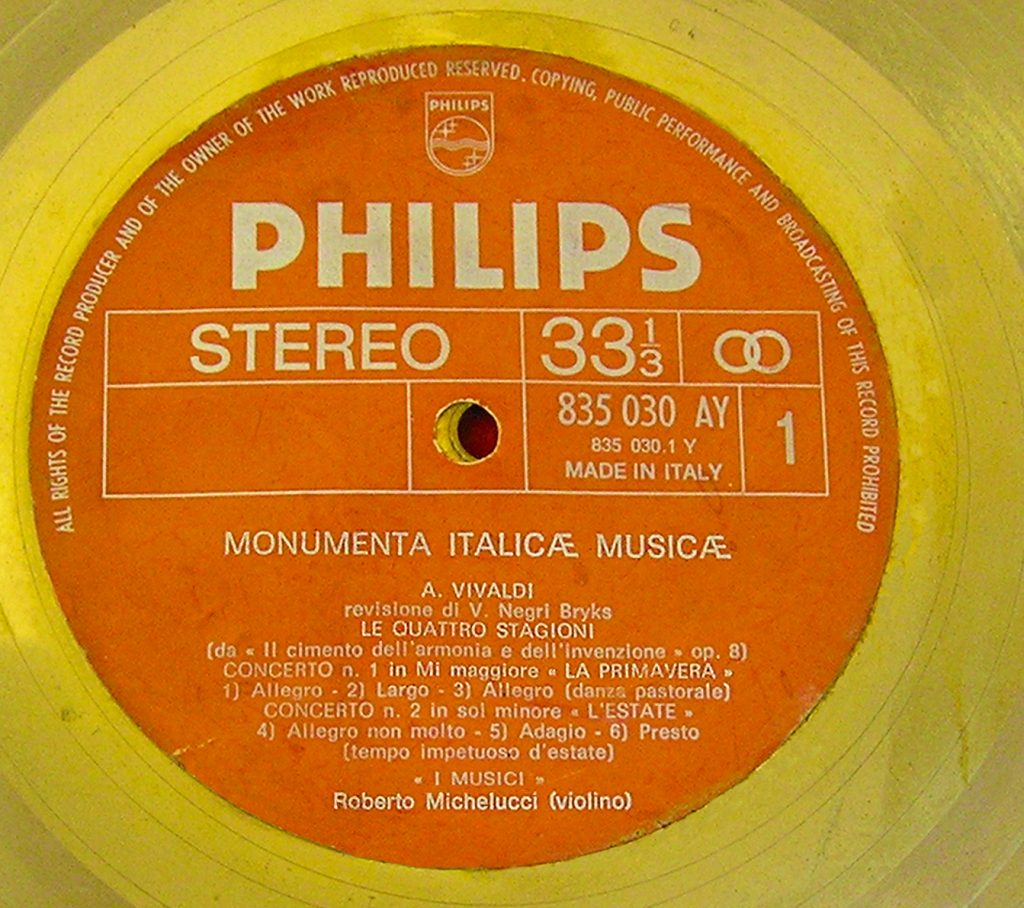 ALL RIGHTS OF THE RECORD PRODUCER AND OF THE OWNER OF THE WORK REPRODUCED RESERVED. COPYING, PUBLIC PERFORMANCE AND BROADCASTING OF THIS RECORD PROHIBITED
PHILIPS
PHILIPS
STEREO 33 1/3
835 030 AY 1
835 030.1 Y
MADE IN ITALY
MONUMENTA ITALICÆ MUSICÆ
A. VIVALDI
revisione di V. Negri Bryks
LE QUATTRO STAGIONI
(da « Il cimento dell'armonia e dell'invenzione » op. 8)
CONCERTO n. 1 in Mi maggiore « LA PRIMAVERA »
1) Allegro - 2) Largo - 3) Allegro (danza pastorale)
CONCERTO n. 2 in sol minore « L'ESTATE »
4) Allegro non molto - 5) Adagio - 6) Presto
(tempo impetuoso d'estate)
« I MUSICI »
Roberto Michelucci (violino)